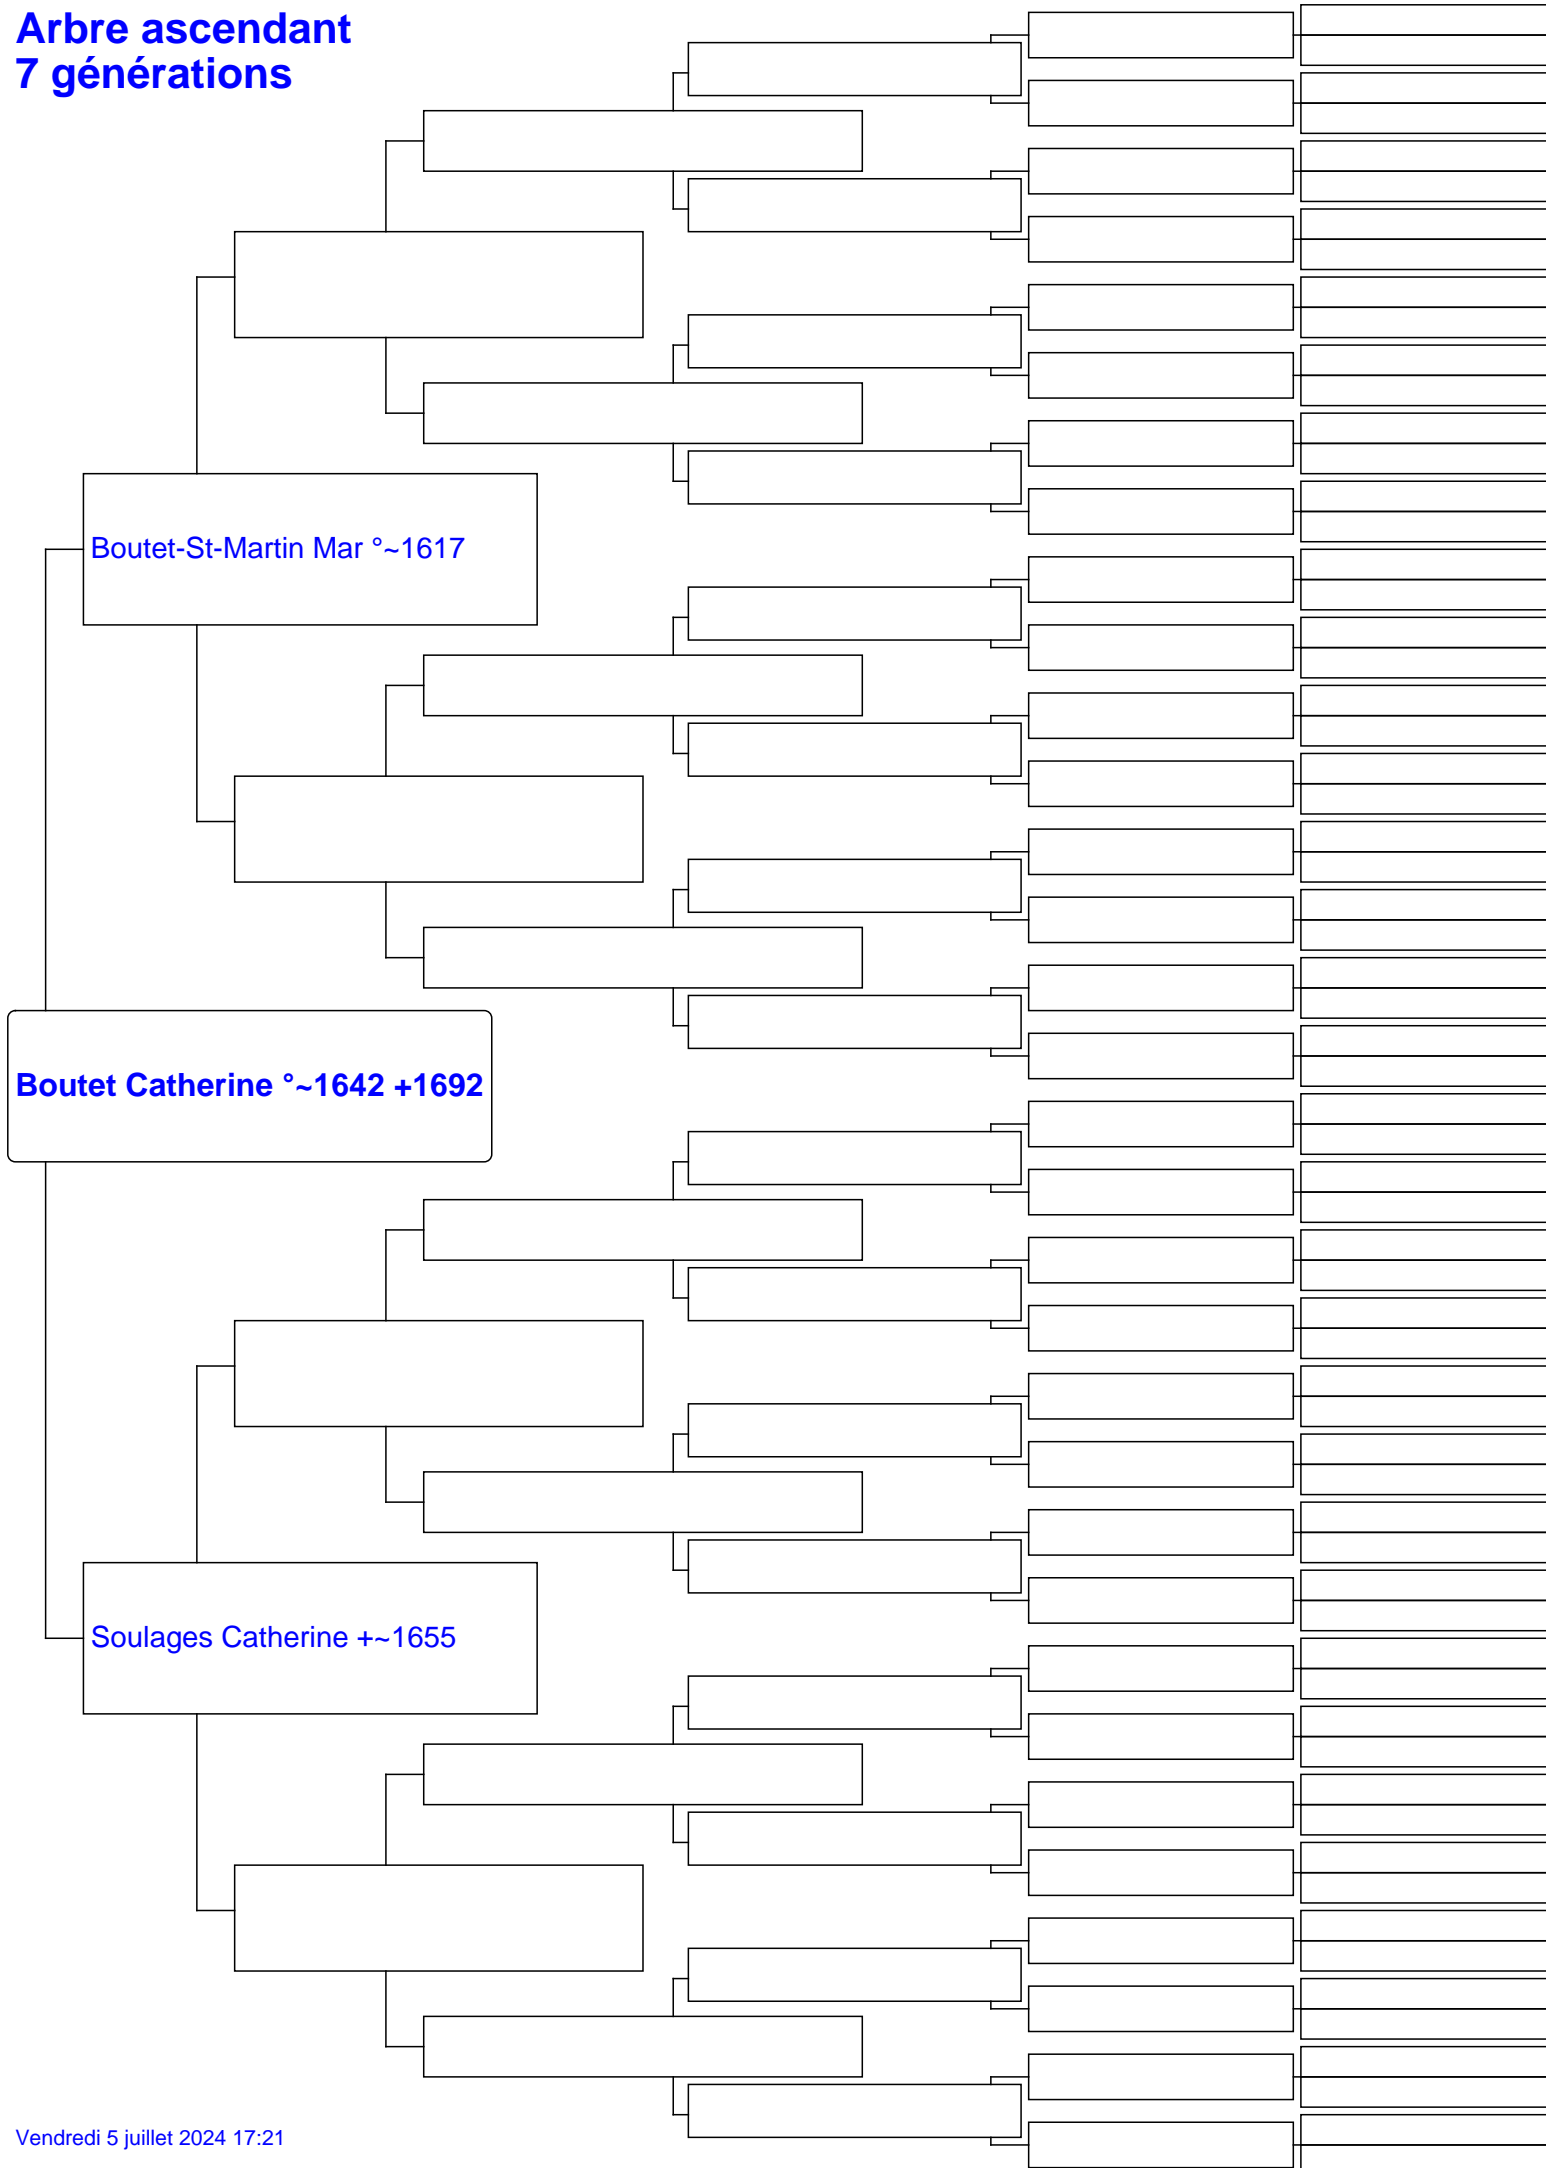 Arbre ascendant
7 générations
Boutet-St-Martin Mar °~1617
Boutet Catherine °~1642 +1692
Soulages Catherine +~1655
Vendredi 5 juillet 2024 17:21